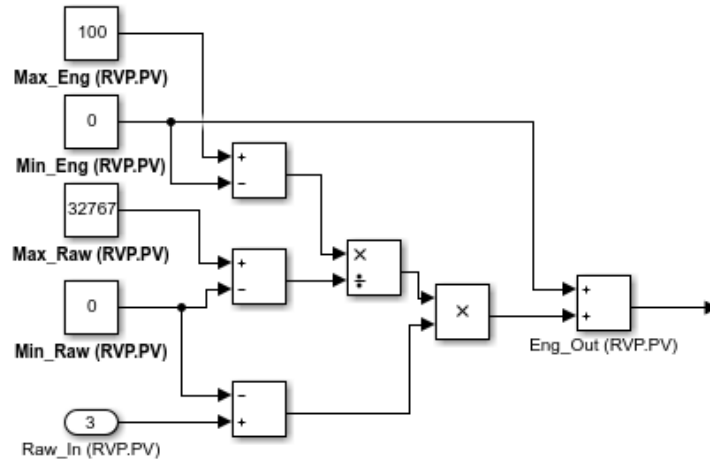 100
Max_Eng (RVP.PV)
0
Min_Eng (RVP.PV)
+
−
32767
Max_Raw (RVP.PV)
+
−
×
÷
0
Min_Raw (RVP.PV)
×
+
+
Eng_Out (RVP.PV)
−
+
3
Raw_In (RVP.PV)